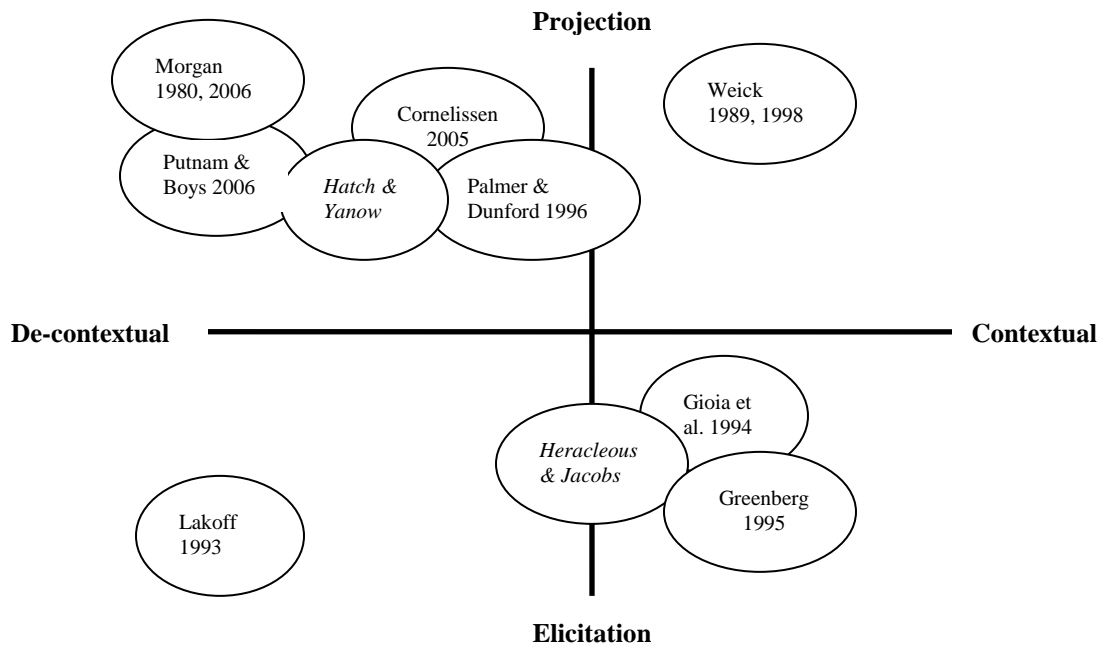 Projection
Morgan
1980, 2006
Weick
1989, 1998
Cornelissen
2005
Putnam &
Boys 2006
Hatch &
Yanow
Palmer &
Dunford 1996
De-contextual
Contextual
Gioia et
al. 1994
Heracleous
& Jacobs
Greenberg
1995
Lakoff
1993
Elicitation